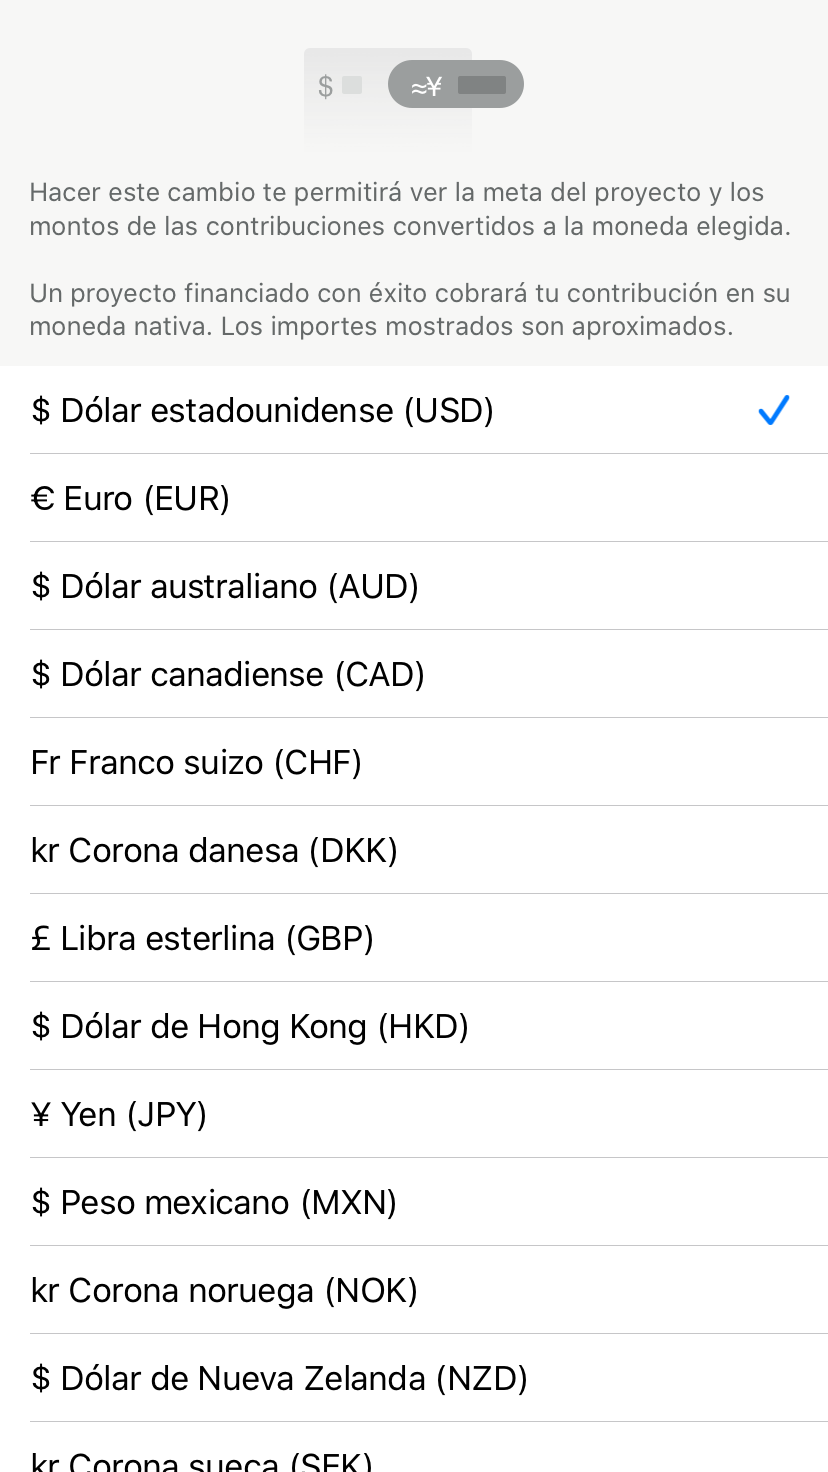 $
≈¥
Hacer este cambio te permitirá ver la meta del proyecto y los
montos de las contribuciones convertidos a la moneda elegida.
Un proyecto financiado con éxito cobrará tu contribución en su
moneda nativa. Los importes mostrados son aproximados.
$ Dólar estadounidense (USD)
€ Euro (EUR)
$ Dólar australiano (AUD)
$ Dólar canadiense (CAD)
Fr Franco suizo (CHF)
kr Corona danesa (DKK)
£ Libra esterlina (GBP)
$ Dólar de Hong Kong (HKD)
¥ Yen (JPY)
$ Peso mexicano (MXN)
kr Corona noruega (NOK)
$ Dólar de Nueva Zelanda (NZD)
kr Corona sueca (SEK)